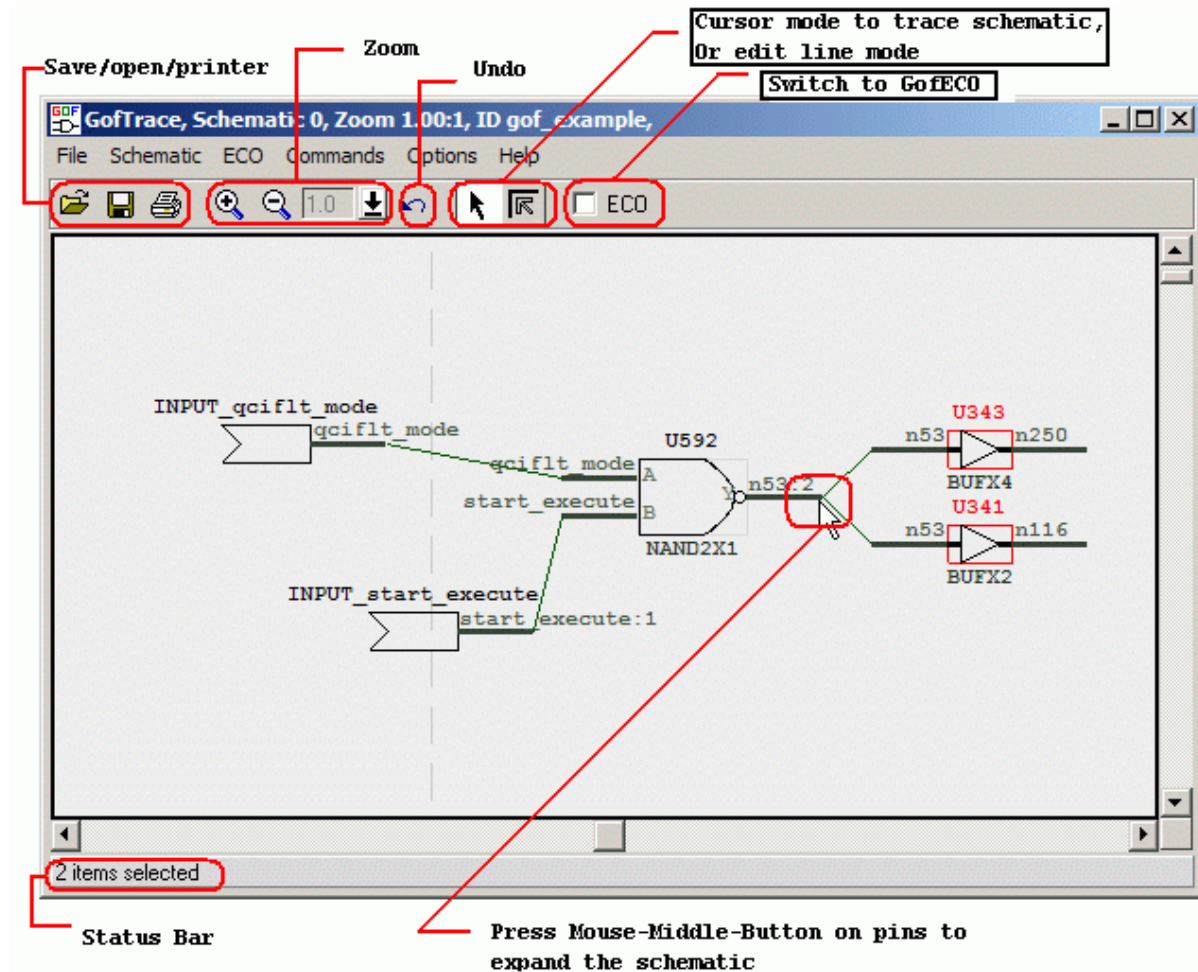 Cursor mode to trace schematic,
Or edit line mode
Zoom
Save/open/printer
Undo
Switch to GofECO
GOF
GofTrace, Schematic 0, Zoom 1.00:1, ID gof_example,
File Schematic ECO Commands Options Help
1.0
ECO
INPUT_qciflt_mode
qciflt_mode
U343
n53
n250
U592
qciflt_mode
A
Y
n53:2
BUFX4
start_execute
B
U341
n53
n116
NAND2X1
BUFX2
INPUT_start_execute
start_execute:1
2 items selected
Status Bar
Press Mouse-Middle-Button on pins to
expand the schematic